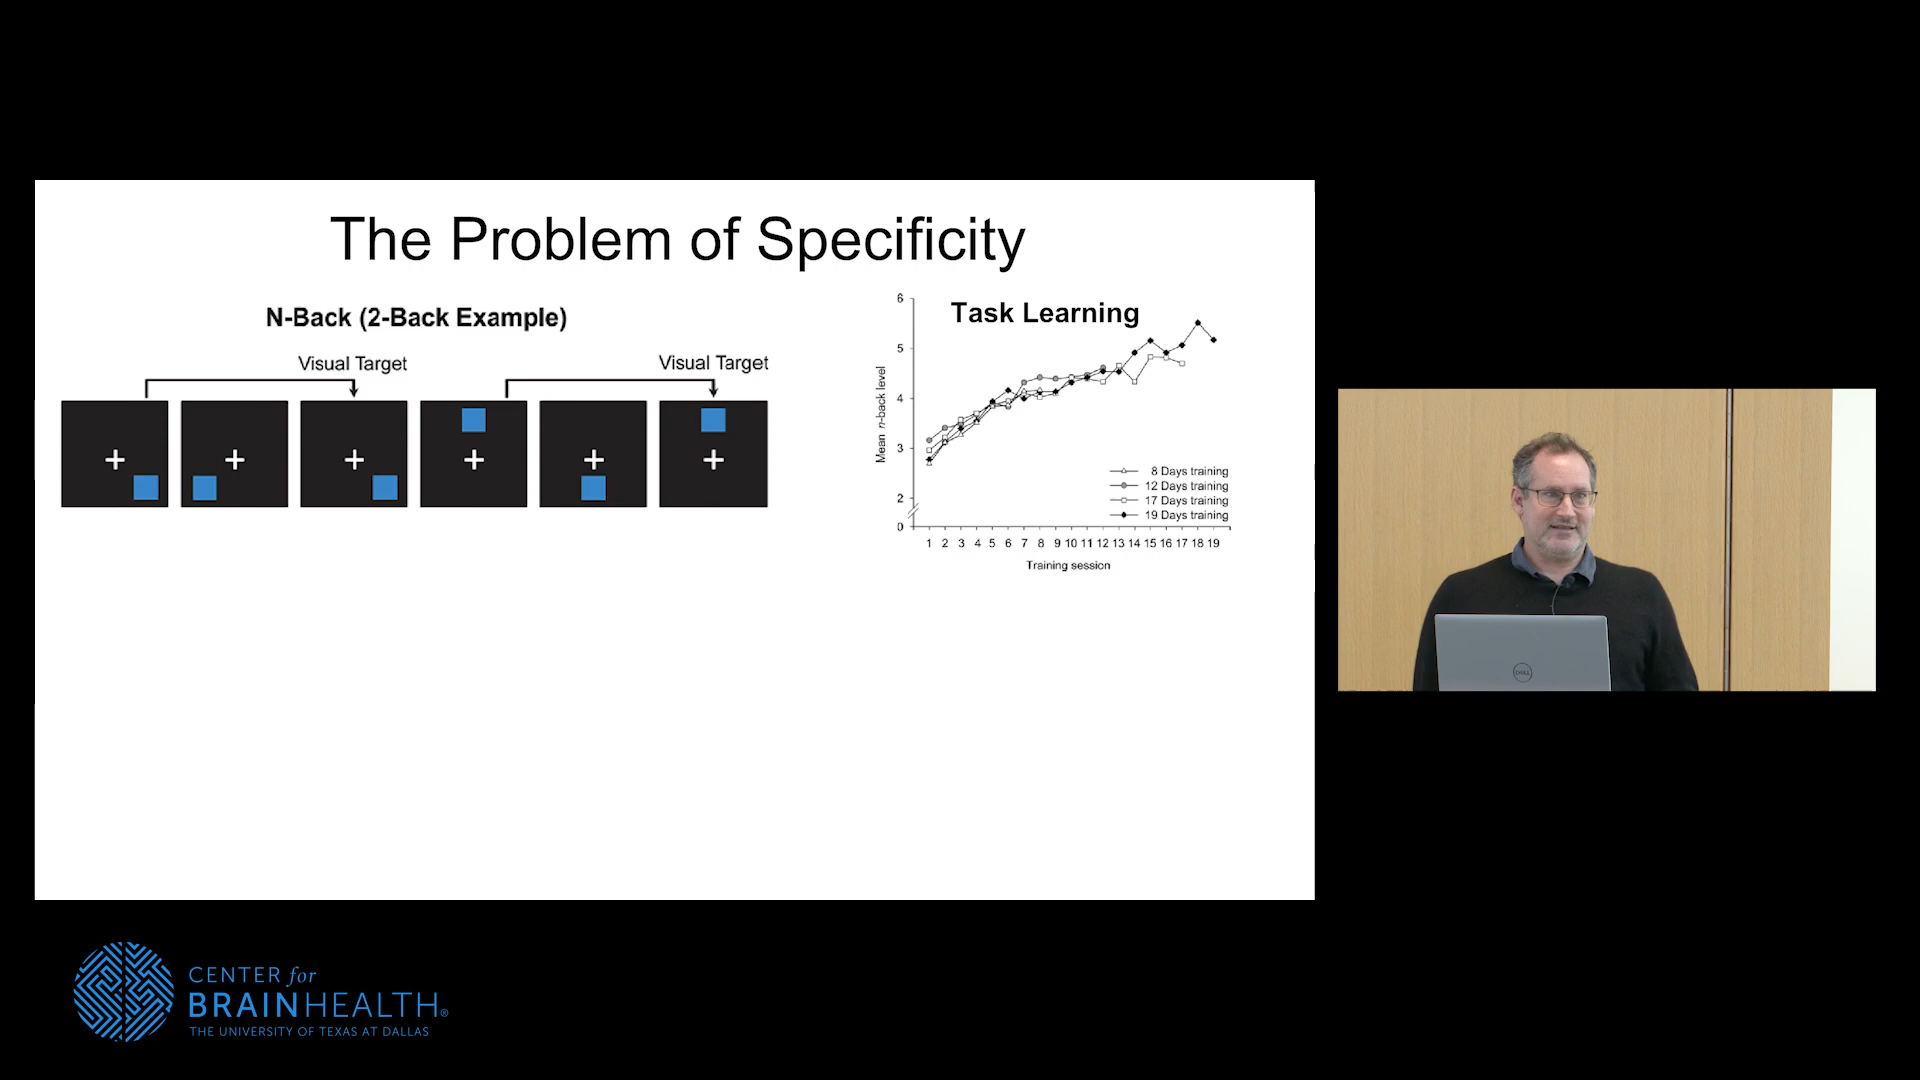 The Problem of Specificity
N-Back (2-Back Example)
Visual Target
Visual Target
Task Learning
6
5
4
3
2
0
Mean n-back level
8 Days training
12 Days training
17 Days training
19 Days training
1 2 3 4 5 6 7 8 9 10 11 12 13 14 15 16 17 18 19
Training session
DELL
CENTER for
BRAINHEALTH®
THE UNIVERSITY OF TEXAS AT DALLAS